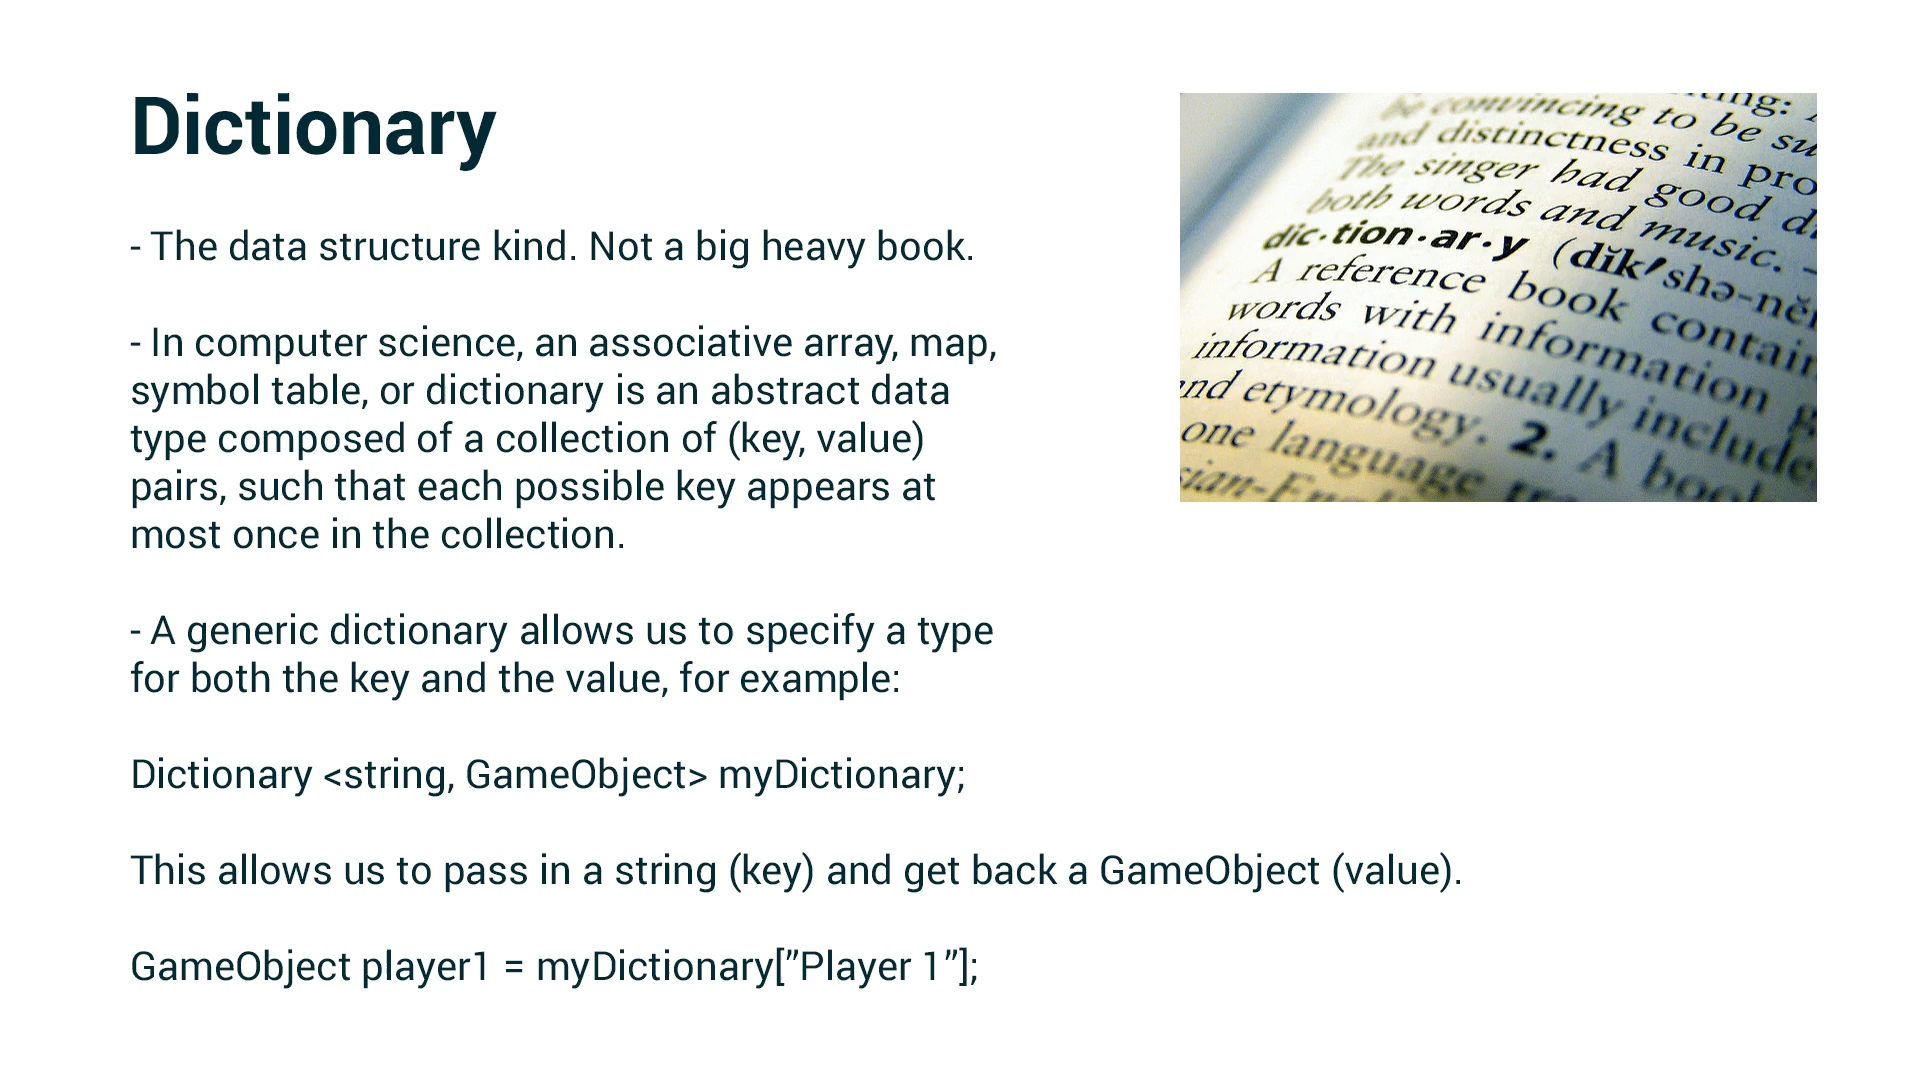 Dictionary
- The data structure kind. Not a big heavy book.
- In computer science, an associative array, map,
symbol table, or dictionary is an abstract data
type composed of a collection of (key, value)
pairs, such that each possible key appears at
most once in the collection.
- A generic dictionary allows us to specify a type
for both the key and the value, for example:
Dictionary <string, GameObject> myDictionary;
This allows us to pass in a string (key) and get back a GameObject (value).
GameObject player1 = myDictionary[”Player 1”];
be convincing to be su
and distinctness in pro
The singer had good d
both words and music. –
dic·tion·ar·y (dĭk′shə-nĕr
A reference book contain
words with information
information usually include
and etymology. 2. A book
one language